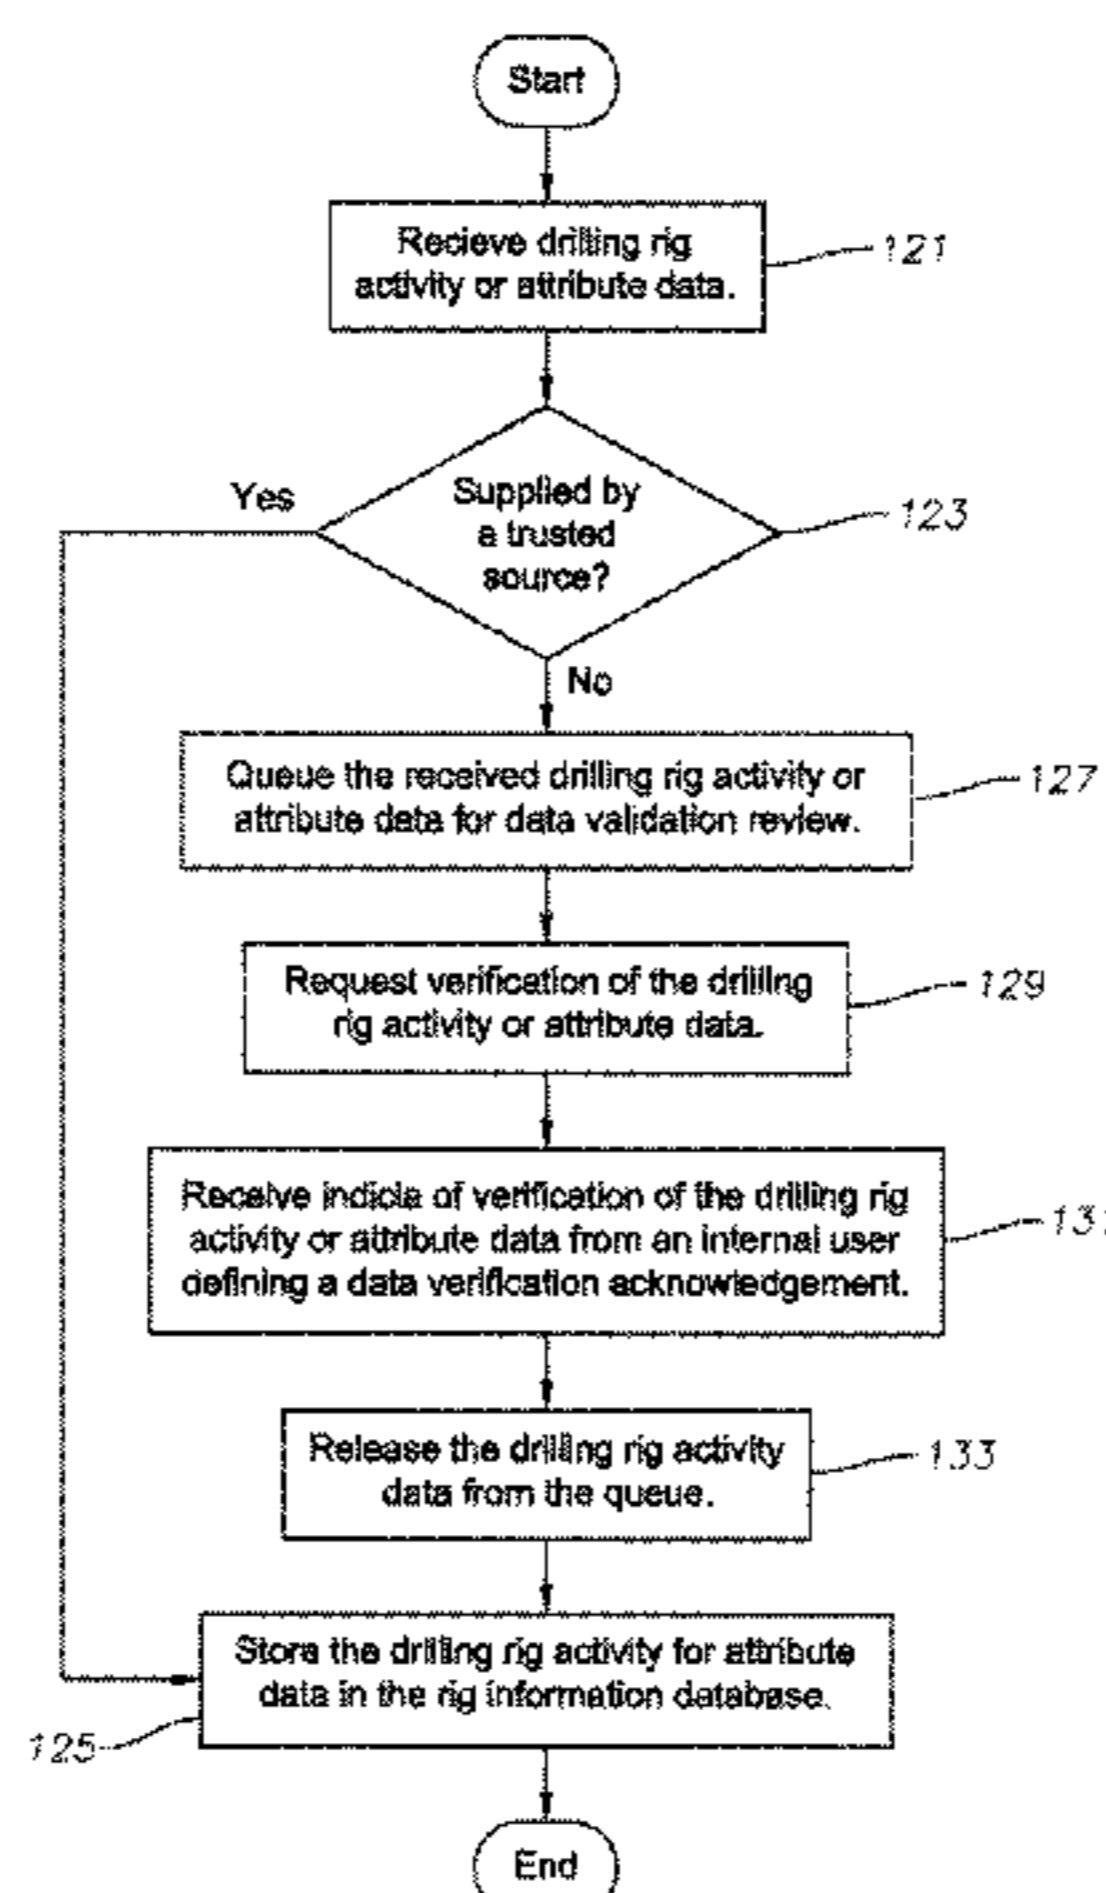 Start
Recieve drilling rig
activity or attribute data.
121
Supplied by
a trusted
source?
123
Yes
No
Queue the received drilling rig activity or
attribute data for data validation review.
127
Request verification of the drilling
rig activity or attribute data.
129
Receive indicia of verification of the drilling rig
activity or attribute data from an internal user
defining a data verification acknowledgement.
131
Release the drilling rig activity
data from the queue.
133
Store the drilling rig activity for attribute
data in the rig information database.
125
End